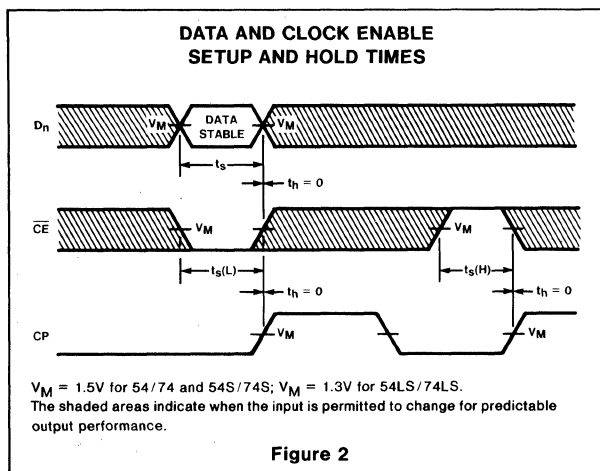 DATA AND CLOCK ENABLE
SETUP AND HOLD TIMES
Dn
VM
DATA
STABLE
VM
ts
th = 0
CE
VM
VM
ts(L)
ts(H)
th = 0
th = 0
CP
VM
VM
VM = 1.5V for 54/74 and 54S/74S; VM = 1.3V for 54LS/74LS.
The shaded areas indicate when the input is permitted to change for predictable
output performance.
Figure 2